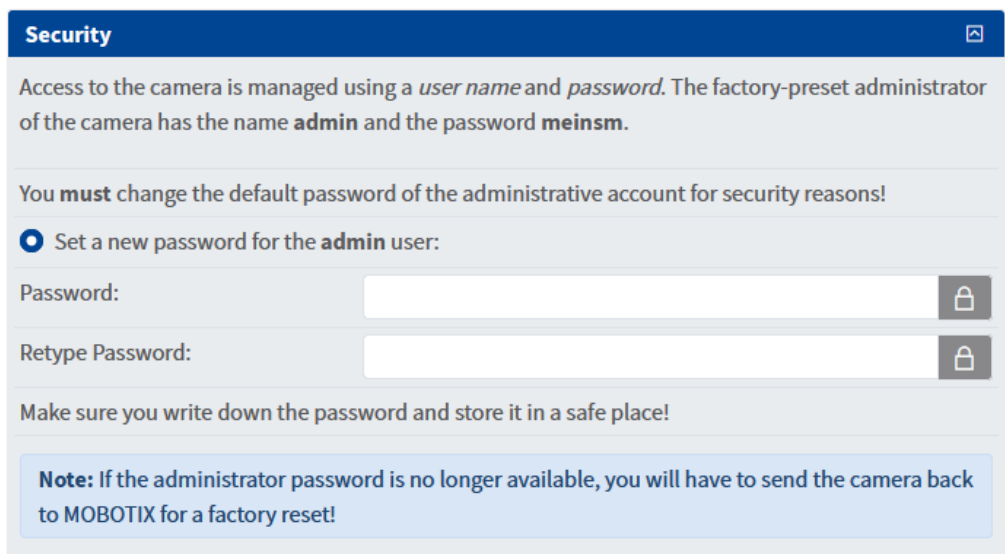 Security
Access to the camera is managed using a user name and password. The factory-preset administrator
of the camera has the name admin and the password meinsm.
You must change the default password of the administrative account for security reasons!
Set a new password for the admin user:
Password:
Retype Password:
Make sure you write down the password and store it in a safe place!
Note: If the administrator password is no longer available, you will have to send the camera back
to MOBOTIX for a factory reset!